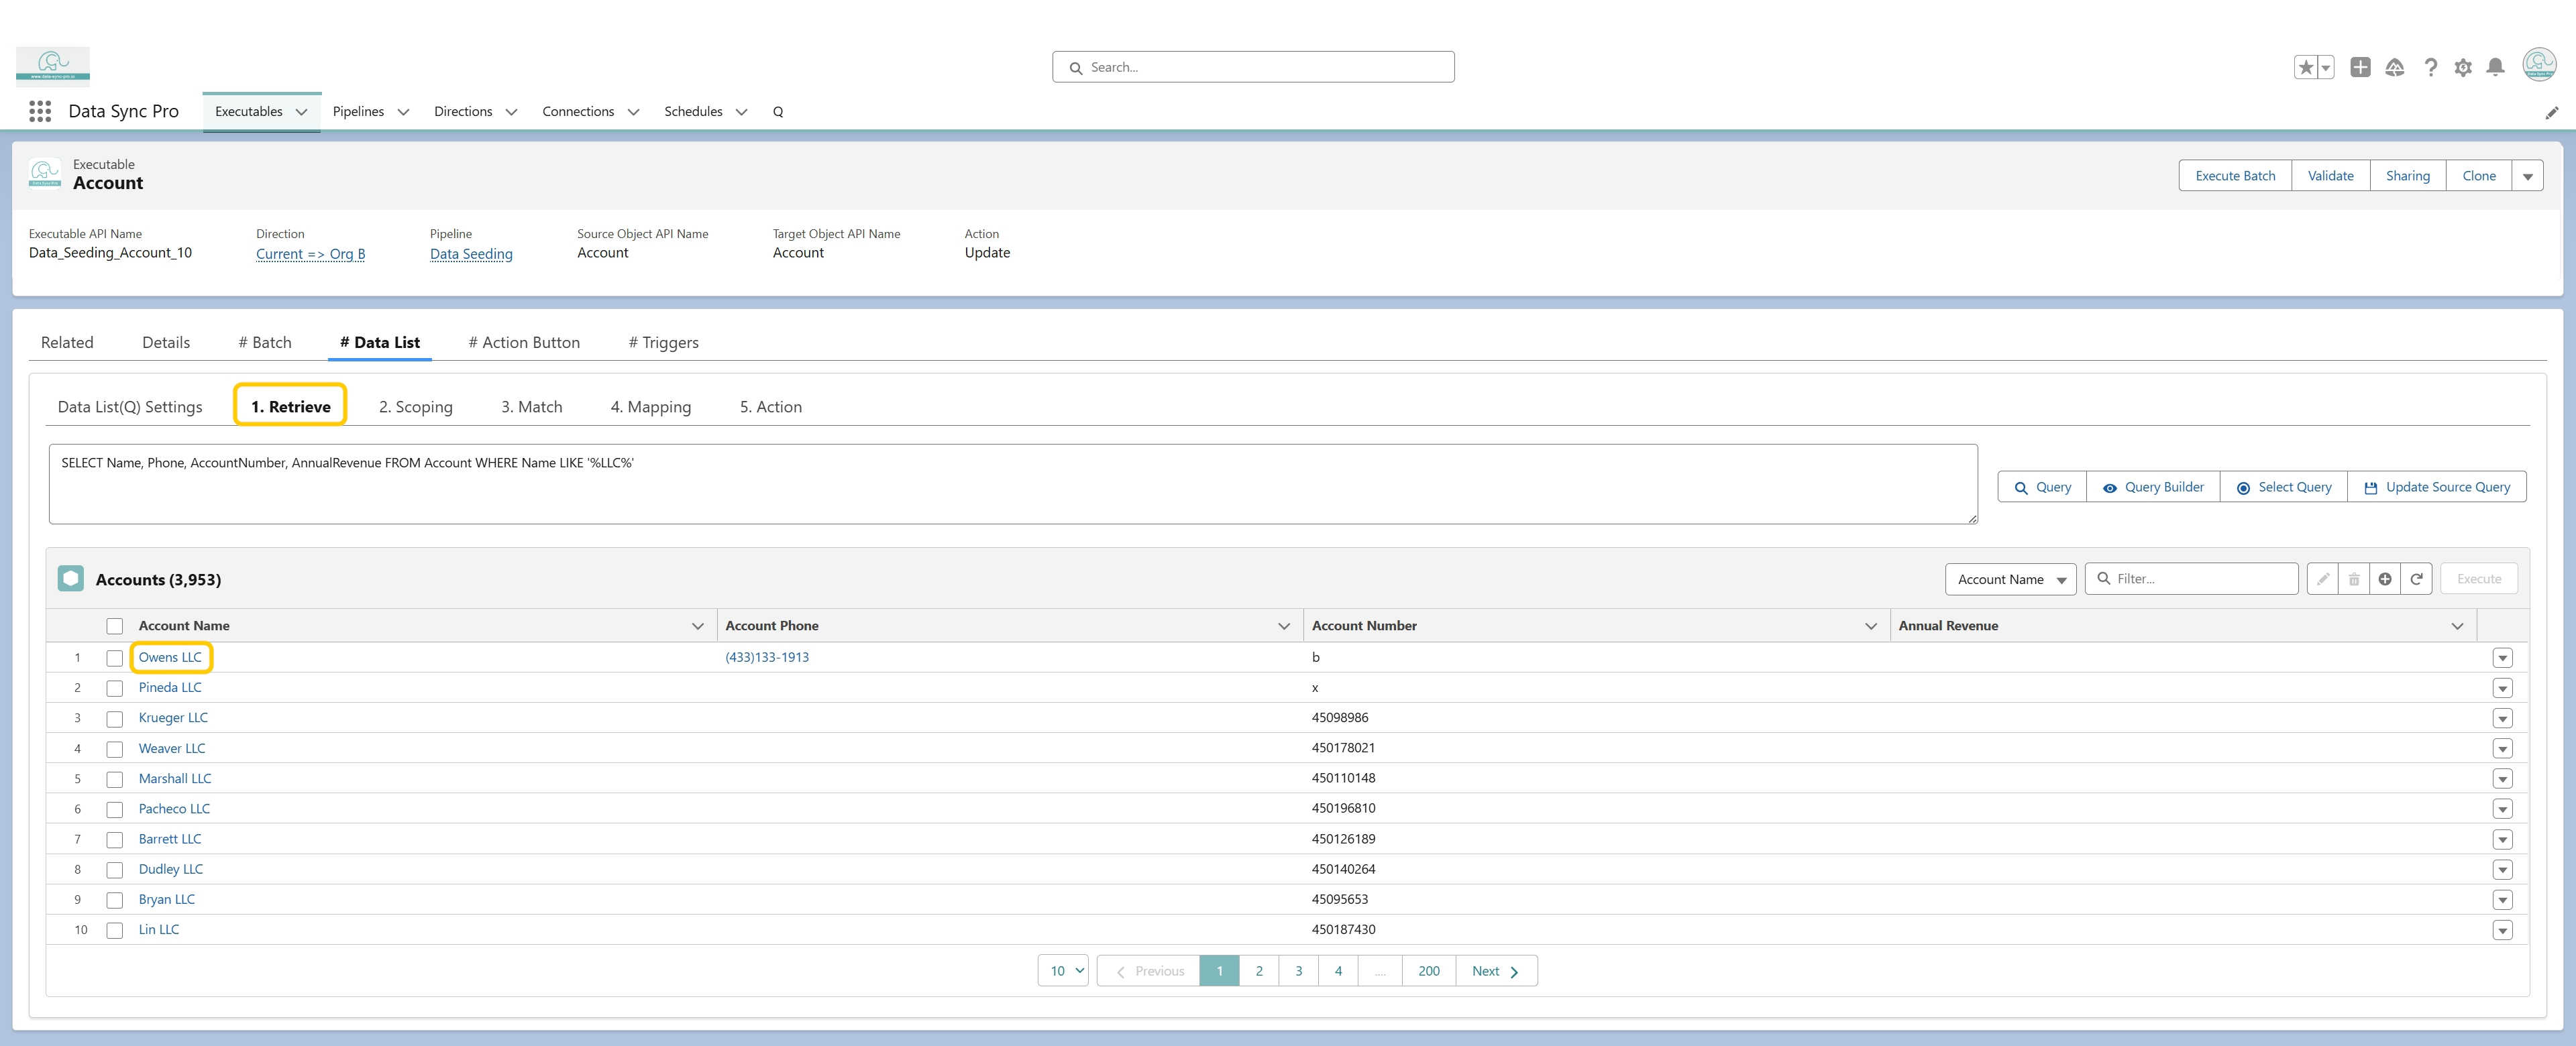 www.data-sync-pro.io
Search...
Data Sync Pro
Executables
Pipelines
Directions
Connections
Schedules
Q
Executable
Account
Execute Batch
Validate
Sharing
Clone
Executable API Name
Data_Seeding_Account_10
Direction
Current => Org B
Pipeline
Data Seeding
Source Object API Name
Account
Target Object API Name
Account
Action
Update
Related
Details
# Batch
# Data List
# Action Button
# Triggers
Data List(Q) Settings
1. Retrieve
2. Scoping
3. Match
4. Mapping
5. Action
SELECT Name, Phone, AccountNumber, AnnualRevenue FROM Account WHERE Name LIKE '%LLC%'
Query
Query Builder
Select Query
Update Source Query
Accounts (3,953)
Account Name
Filter...
Execute
Account Name Account Phone Account Number Annual Revenue
1 Owens LLC (433)133-1913 b
2 Pineda LLC x
3 Krueger LLC 45098986
4 Weaver LLC 450178021
5 Marshall LLC 450110148
6 Pacheco LLC 450196810
7 Barrett LLC 450126189
8 Dudley LLC 450140264
9 Bryan LLC 45095653
10 Lin LLC 450187430
10 Previous 1 2 3 4 .... 200 Next